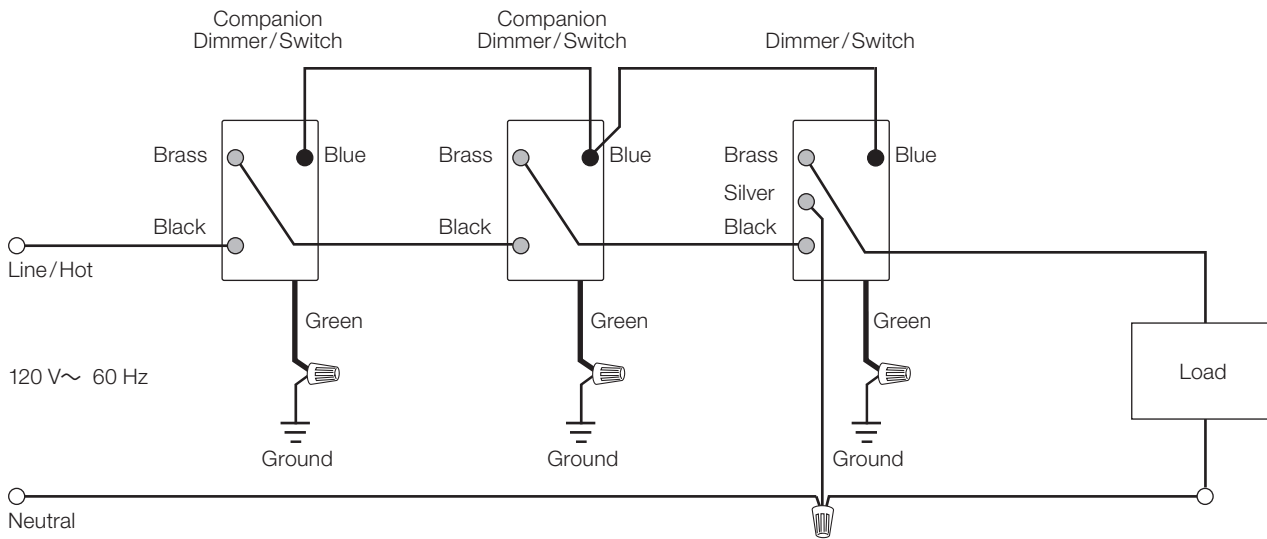 Companion
Dimmer/Switch
Companion
Dimmer/Switch
Dimmer/Switch
Brass
Blue
Brass
Blue
Brass
Blue
Silver
Black
Black
Black
Line/Hot
Green
Green
Green
120 V~ 60 Hz
Load
Ground
Ground
Ground
Neutral